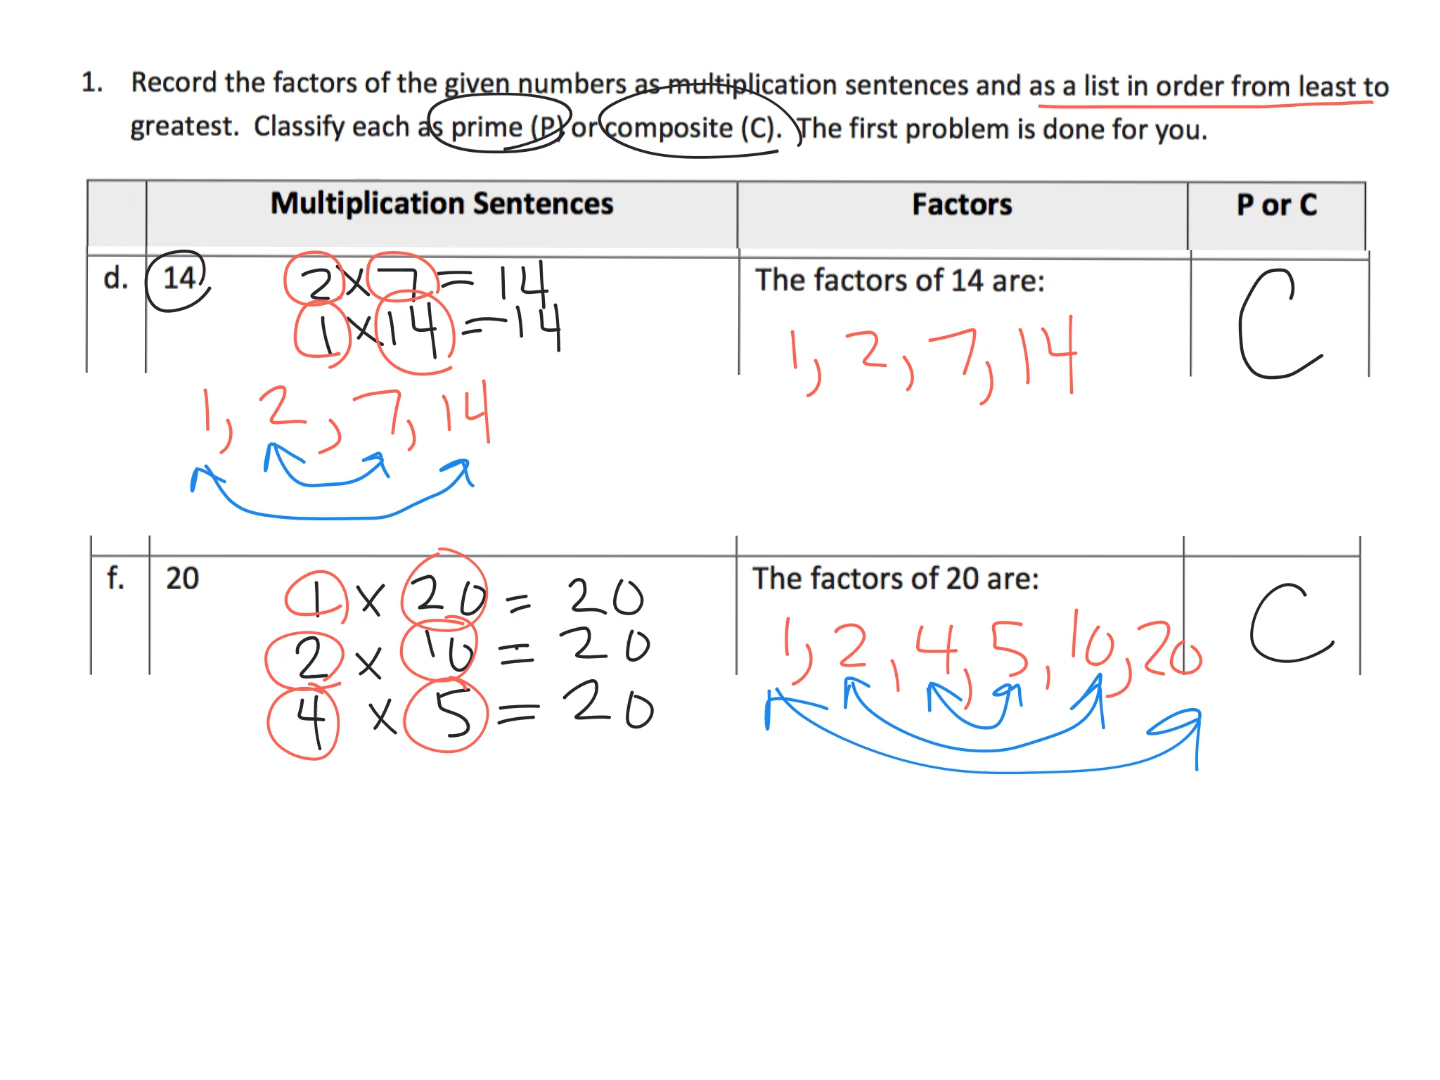 1. Record the factors of the given numbers as multiplication sentences and as a list in order from least to
greatest. Classify each as prime (P) or composite (C). The first problem is done for you.
Multiplication Sentences Factors P or C
d. 14 2 x 7 = 14 The factors of 14 are: C
1 x 14 = 14 1, 2, 7, 14
1, 2, 7, 14
f. 20 1 x 20 = 20 The factors of 20 are: C
2 x 10 = 20 1, 2, 4, 5, 10, 20
4 x 5 = 20